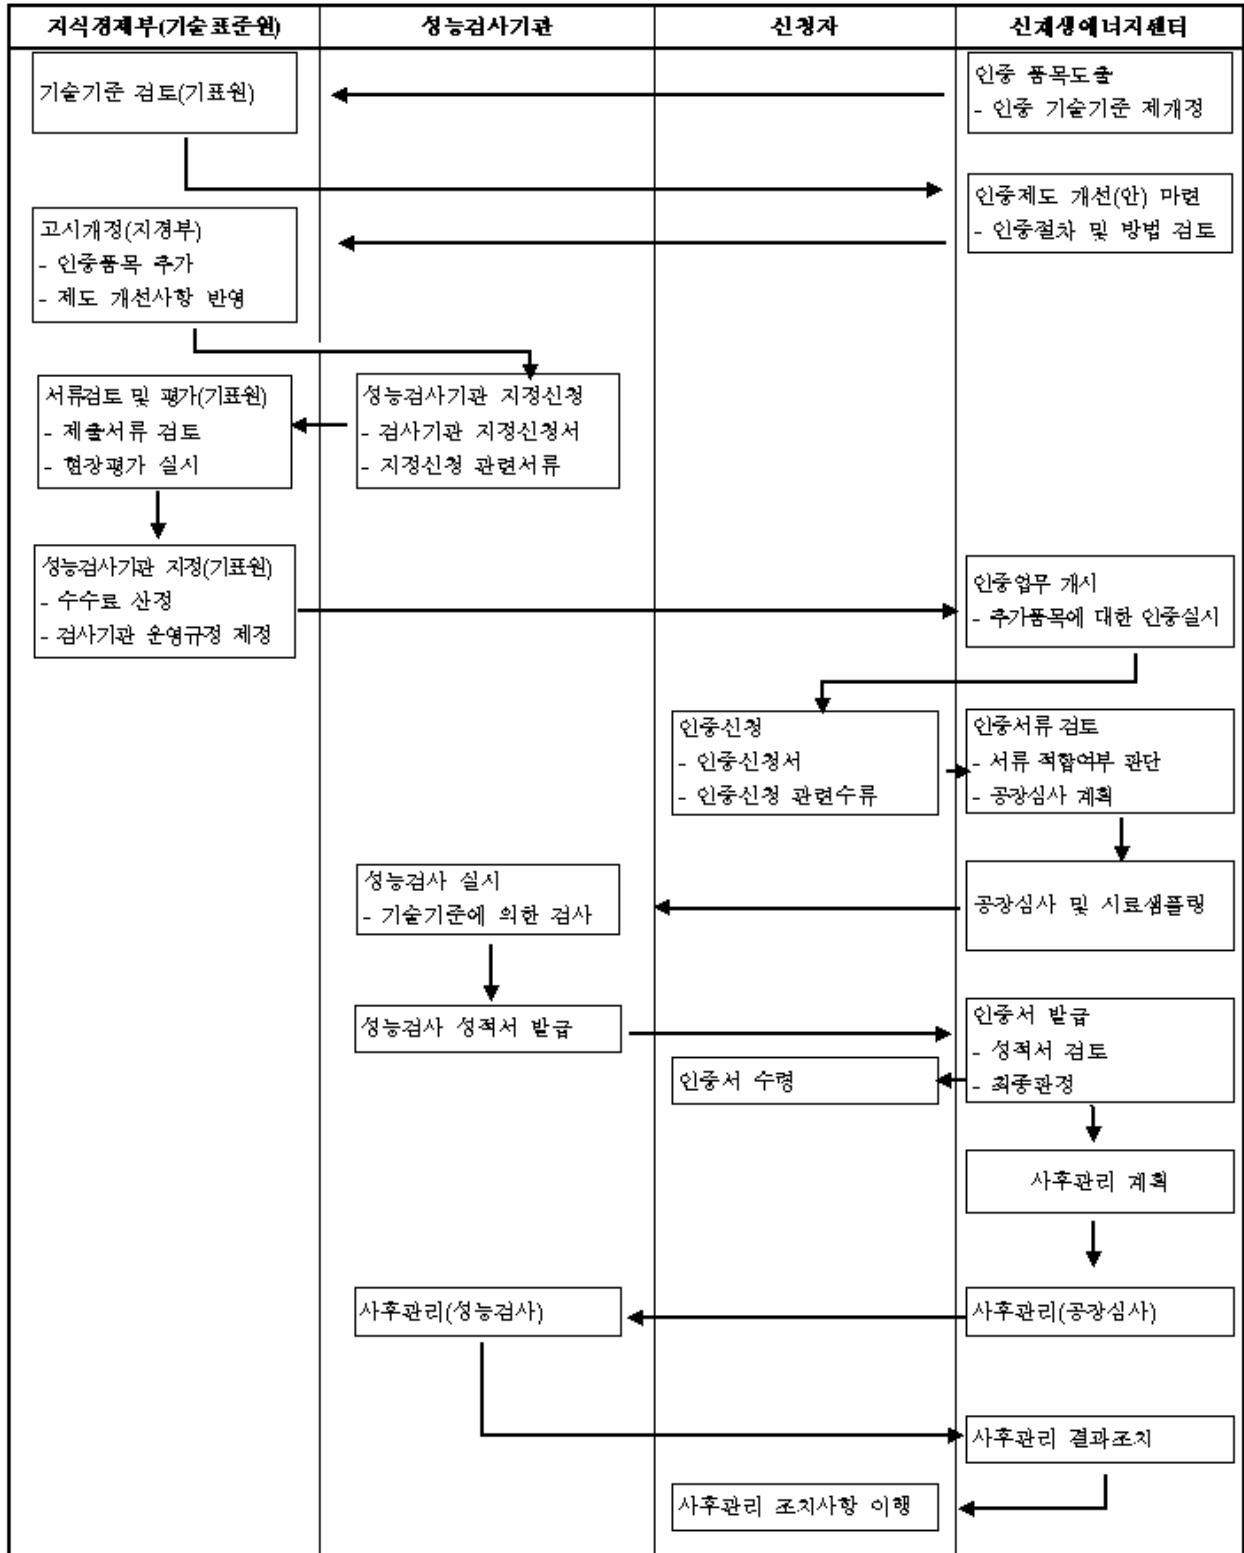 지식경제부(기술표준원)
성능검사기관
신청자
신재생에너지센터
기술기준 검토(기표원)
인증 품목도출
- 인증 기술기준 제개정
인증제도 개선(안) 마련
- 인증절차 및 방법 검토
고시개정(지경부)
- 인증품목 추가
- 제도 개선사항 반영
서류검토 및 평가(기표원)
- 제출서류 검토
- 현장평가 실시
성능검사기관 지정신청
- 검사기관 지정신청서
- 지정신청 관련서류
성능검사기관 지정(기표원)
- 수수료 산정
- 검사기관 운영규정 제정
인증업무 개시
- 추가품목에 대한 인증실시
인증신청
- 인증신청서
- 인증신청 관련수류
인증서류 검토
- 서류 적합여부 판단
- 공장심사 계획
성능검사 실시
- 기술기준에 의한 검사
공장심사 및 시료샘플링
성능검사 성적서 발급
인증서 발급
- 성적서 검토
- 최종판정
인증서 수령
사후관리 계획
사후관리(성능검사)
사후관리(공장심사)
사후관리 결과조치
사후관리 조치사항 이행